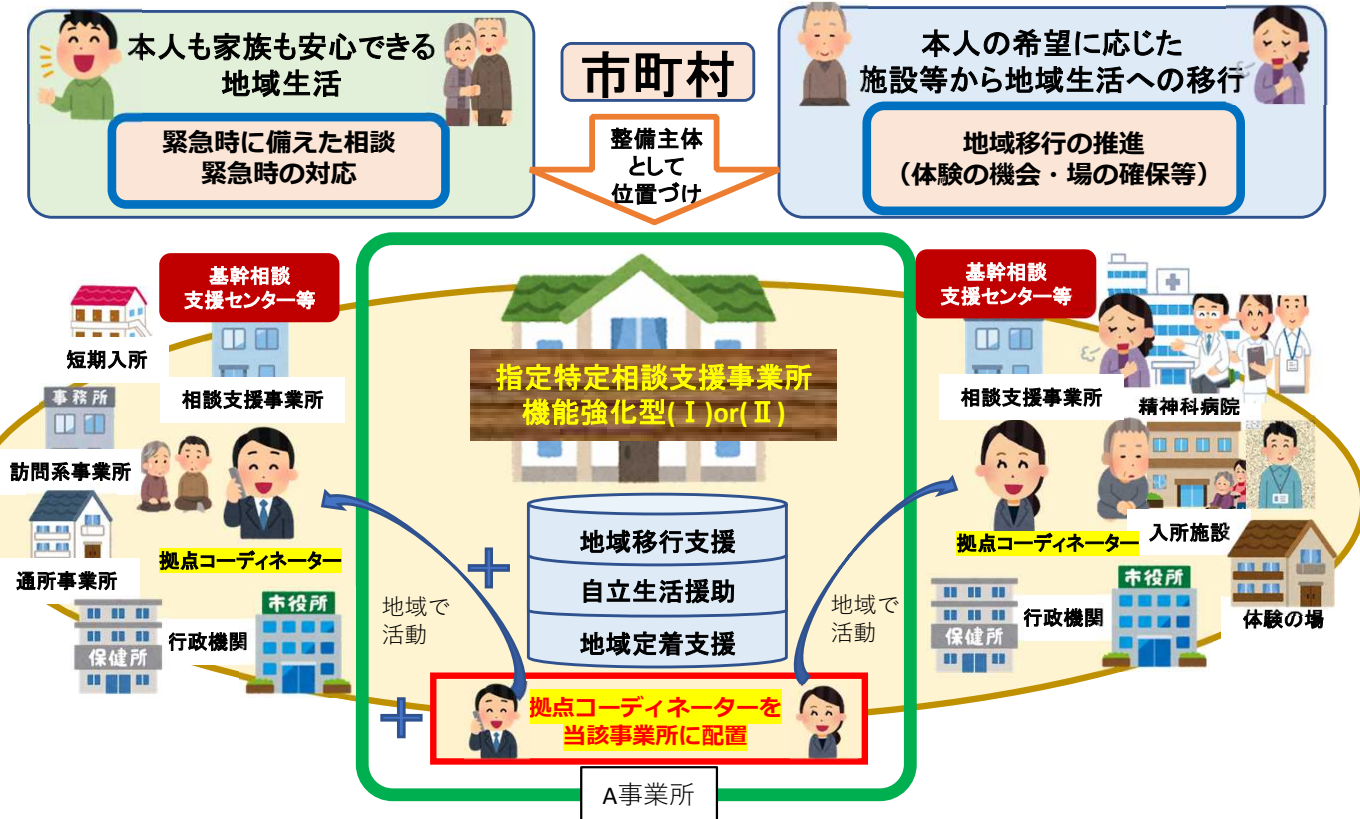 本人も家族も安心できる
地域生活
緊急時に備えた相談
緊急時の対応
市町村
整備主体
として
位置づけ
本人の希望に応じた
施設等から地域生活への移行
地域移行の推進
（体験の機会・場の確保等）
基幹相談
支援センター等
短期入所
相談支援事業所
事務所
訪問系事業所
通所事業所
拠点コーディネーター
保健所
行政機関
市役所
地域で
活動
指定特定相談支援事業所
機能強化型(Ⅰ)or(Ⅱ)
地域移行支援
自立生活援助
地域定着支援
拠点コーディネーターを
当該事業所に配置
A事業所
地域で
活動
基幹相談
支援センター等
相談支援事業所
精神科病院
拠点コーディネーター
入所施設
保健所
行政機関
市役所
体験の場